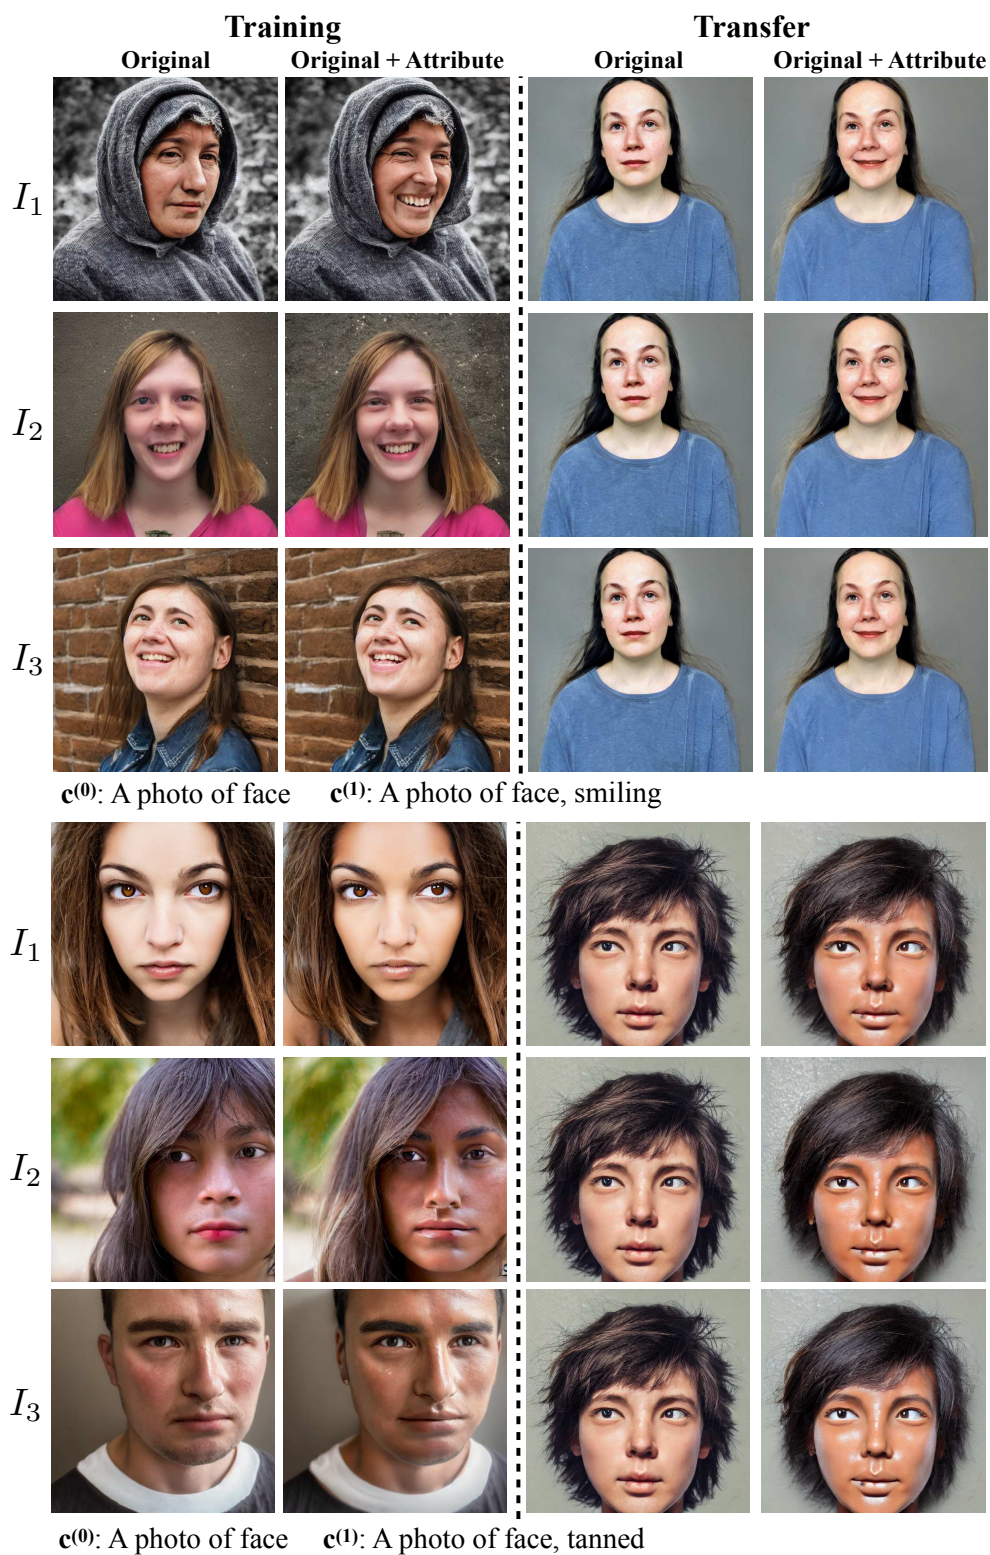 Training Transfer
Original Original + Attribute Original Original + Attribute
I1
I2
I3
c(0): A photo of face c(1): A photo of face, smiling
I1
I2
I3
c(0): A photo of face c(1): A photo of face, tanned